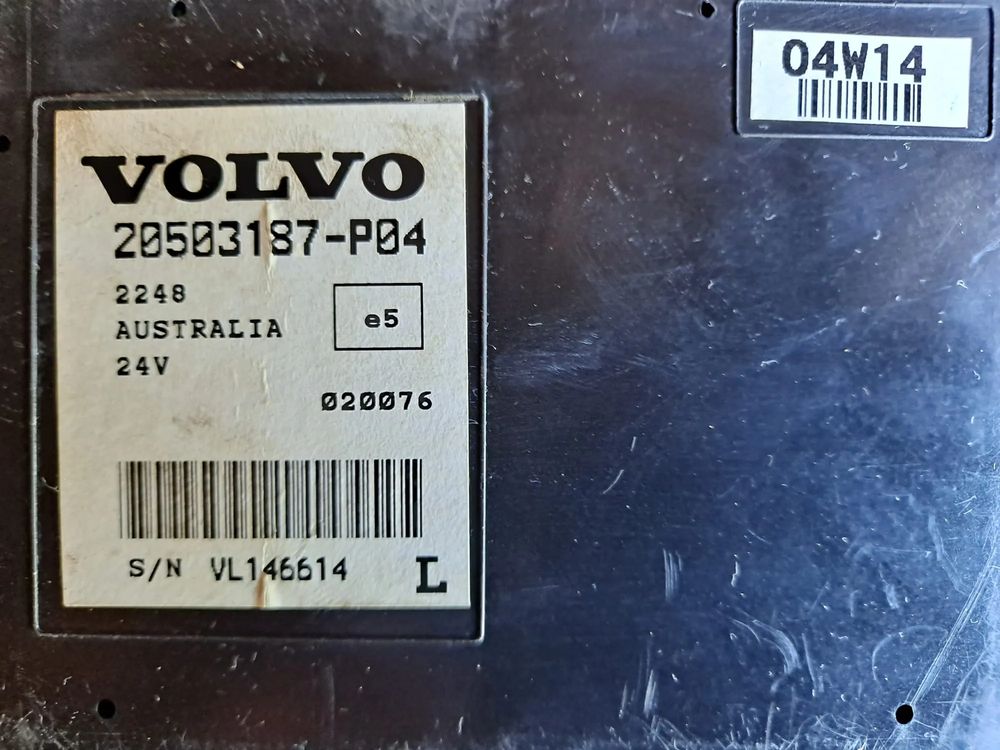 VOLVO
20503187-P04
2248
AUSTRALIA
24V
e5
020076
S/N VL146614
L
04W14